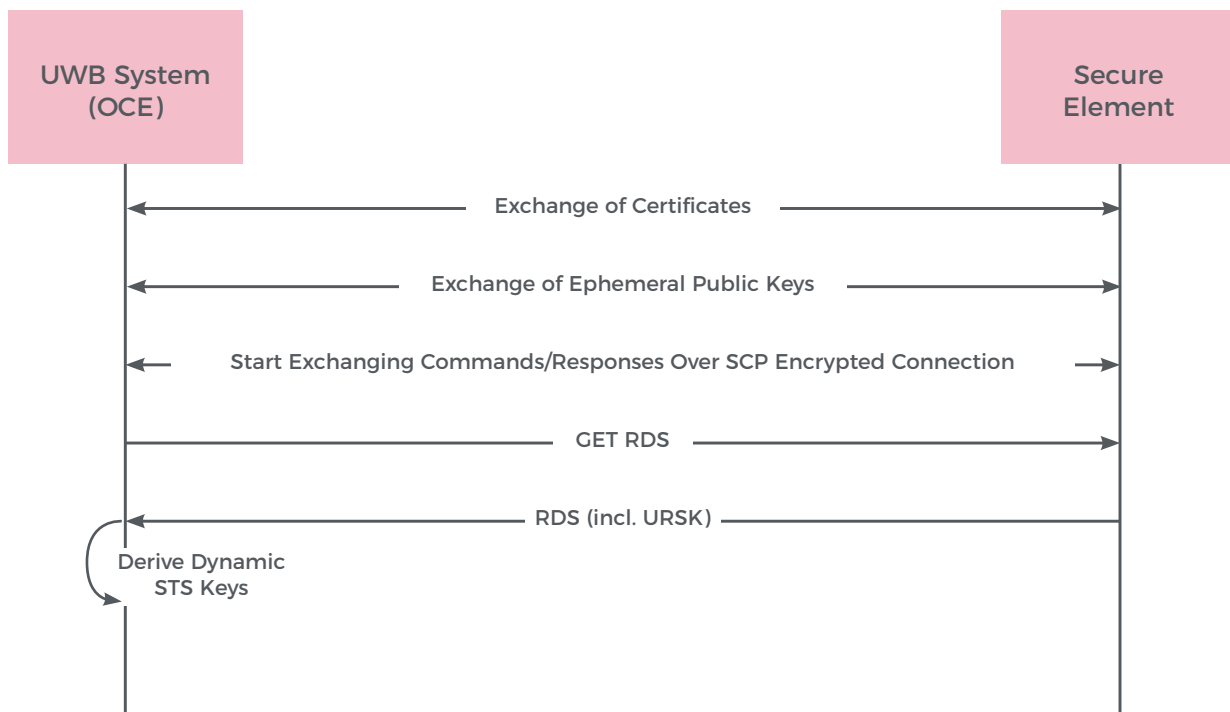 UWB System
(OCE)
Secure
Element
Exchange of Certificates
Exchange of Ephemeral Public Keys
Start Exchanging Commands/Responses Over SCP Encrypted Connection
GET RDS
RDS (incl. URSK)
Derive Dynamic
STS Keys